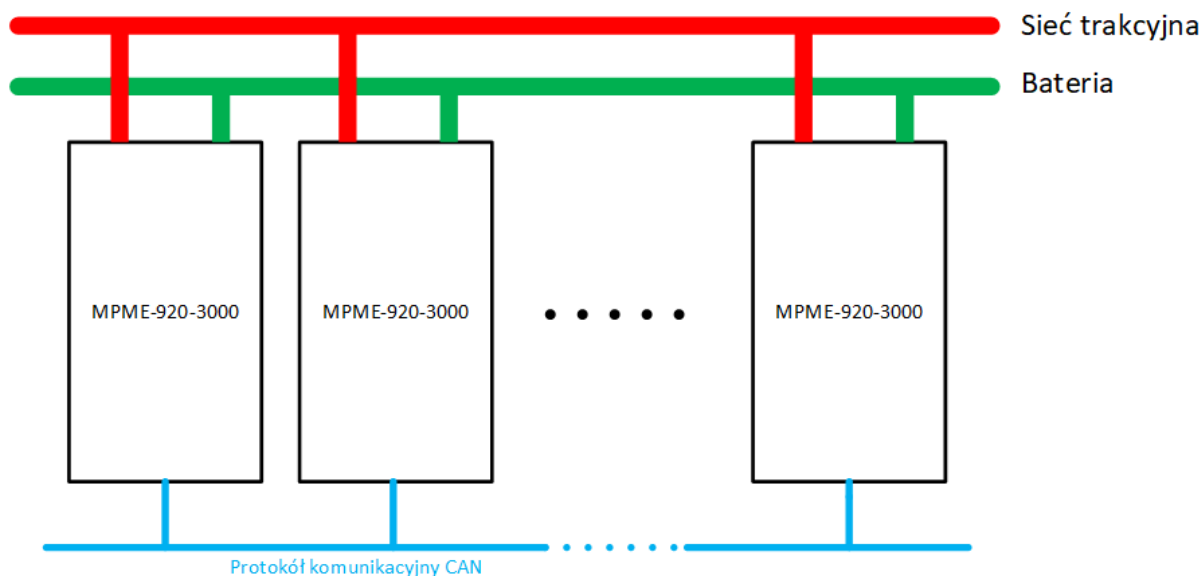 Sieć trakcyjna
Bateria
MPME-920-3000
MPME-920-3000
MPME-920-3000
Protokół komunikacyjny CAN